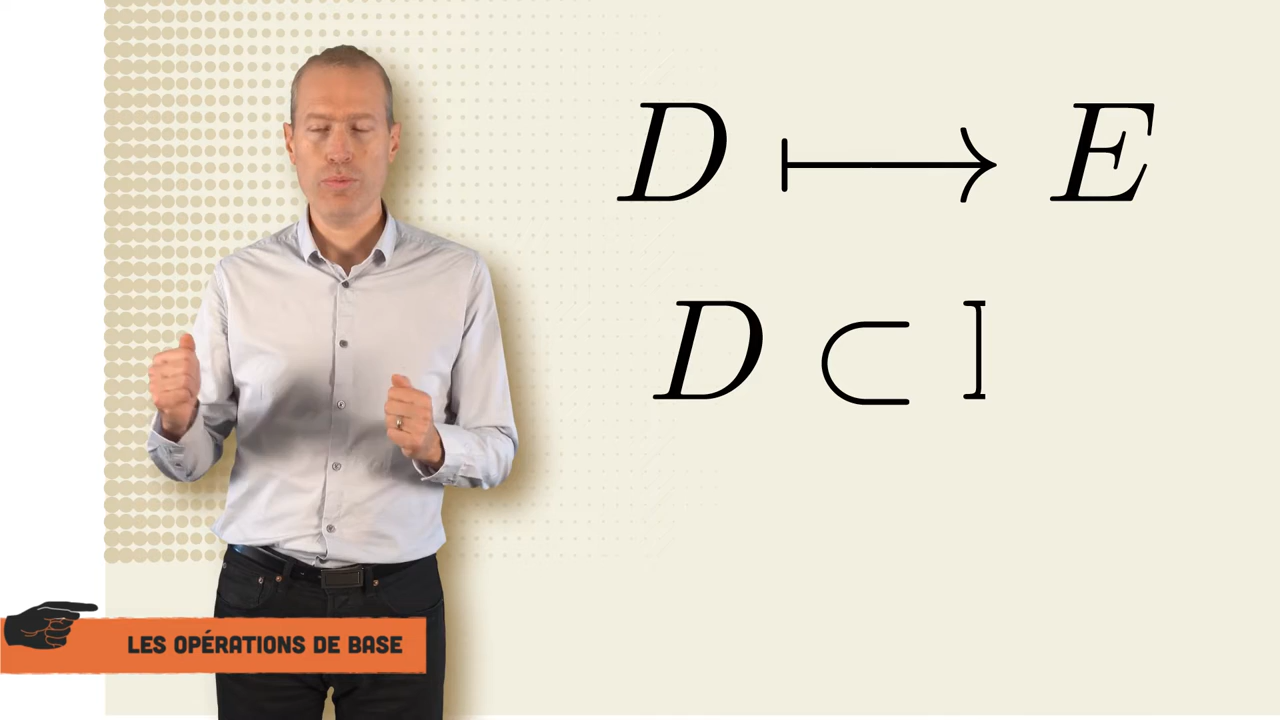 D ⟼ E
D ⊂
LES OPÉRATIONS DE BASE